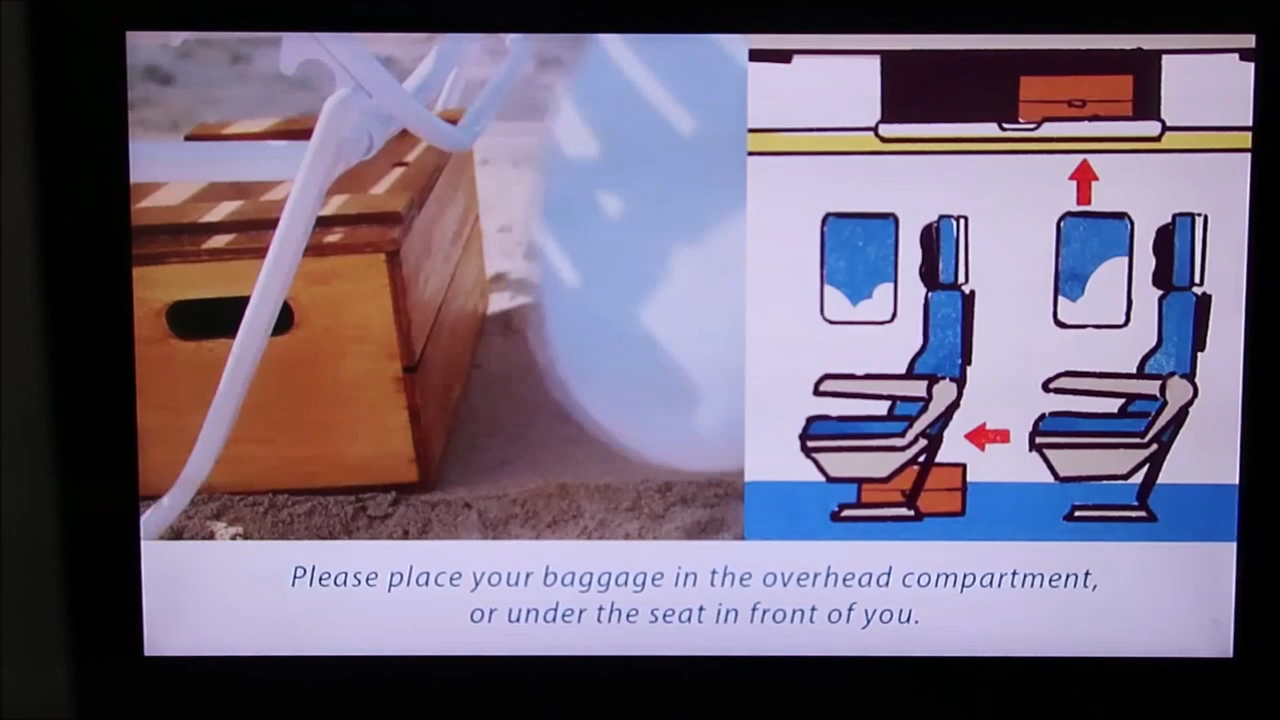 Please place your baggage in the overhead compartment,
or under the seat in front of you.